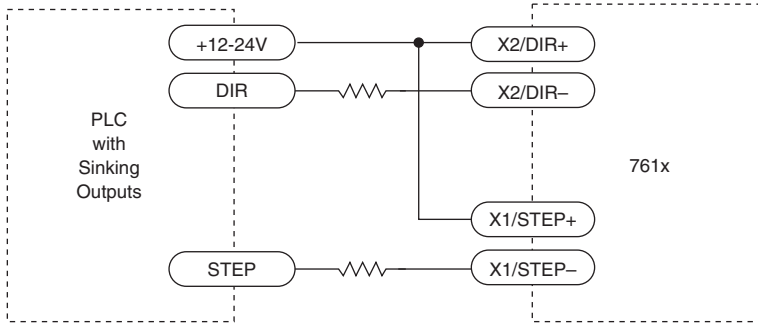 +12-24V
X2/DIR+
DIR
X2/DIR–
PLC
with
Sinking
Outputs
761x
X1/STEP+
STEP
X1/STEP–